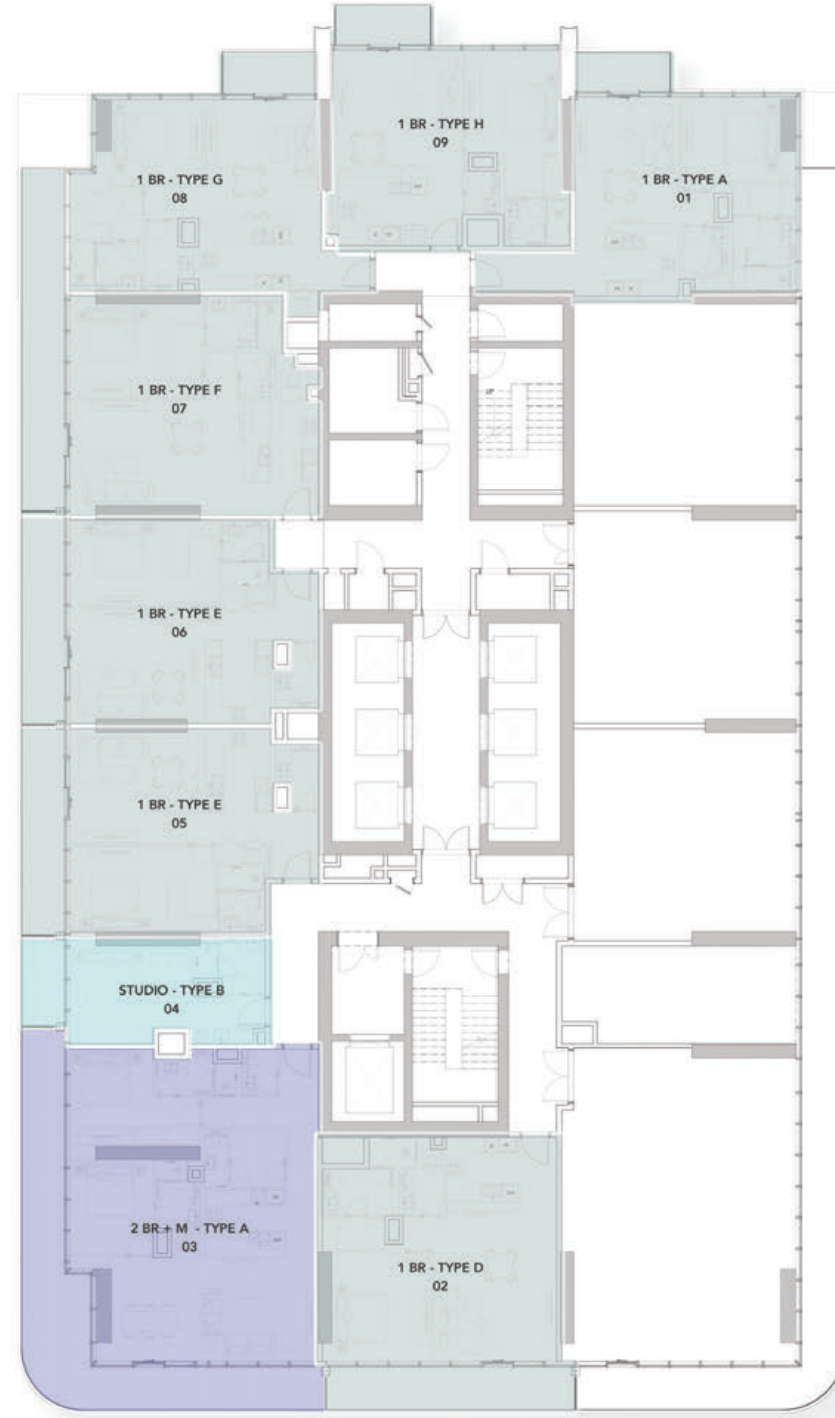 1 BR - TYPE H
09
1 BR - TYPE G
08
1 BR - TYPE A
01
1 BR - TYPE F
07
UP
1 BR - TYPE E
06
1 BR - TYPE E
05
STUDIO - TYPE B
04
2 BR + M - TYPE A
03
1 BR - TYPE D
02